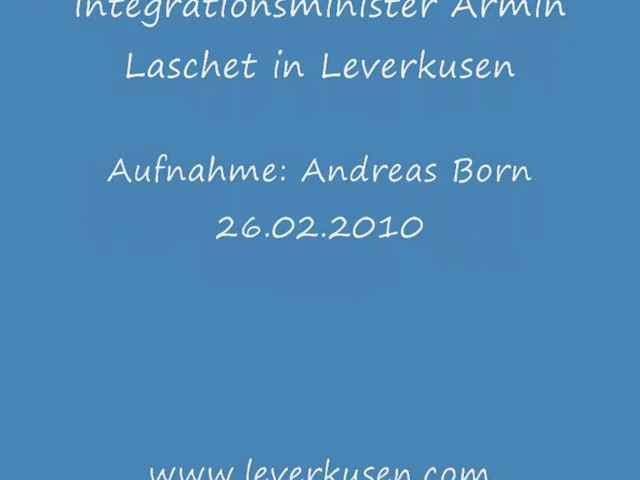 Integrationsminister Armin
Laschet in Leverkusen
Aufnahme: Andreas Born
26.02.2010
www.leverkusen.com